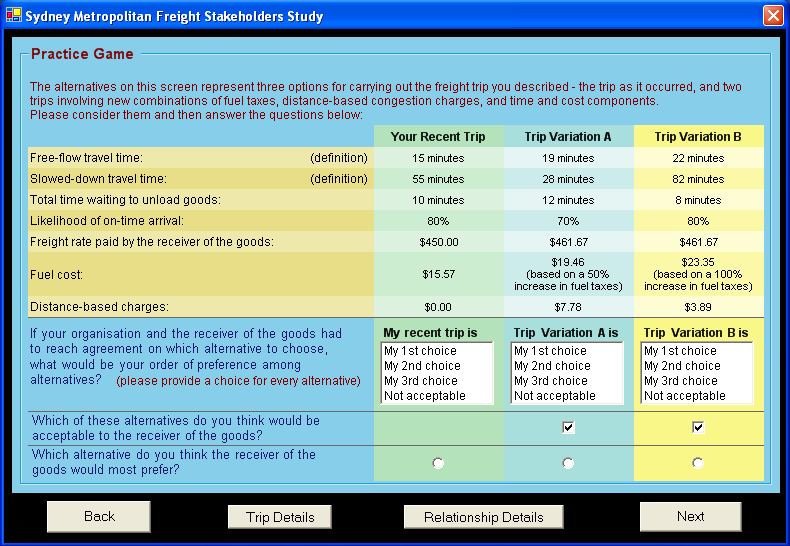 Sydney Metropolitan Freight Stakeholders Study
Practice Game
The alternatives on this screen represent three options for carrying out the freight trip you described - the trip as it occurred, and two
trips involving new combinations of fuel taxes, distance-based congestion charges, and time and cost components.
Please consider them and then answer the questions below:
Your Recent Trip Trip Variation A Trip Variation B
Free-flow travel time: (definition) 15 minutes 19 minutes 22 minutes
Slowed-down travel time: (definition) 55 minutes 28 minutes 82 minutes
Total time waiting to unload goods: 10 minutes 12 minutes 8 minutes
Likelihood of on-time arrival: 80% 70% 80%
Freight rate paid by the receiver of the goods: $450.00 $461.67 $461.67
Fuel cost: $15.57 $19.46 (based on a 50% increase in fuel taxes) $23.35 (based on a 100% increase in fuel taxes)
Distance-based charges: $0.00 $7.78 $3.89
If your organisation and the receiver of the goods had
to reach agreement on which alternative to choose,
what would be your order of preference among
alternatives? (please provide a choice for every alternative)
My recent trip is Trip Variation A is Trip Variation B is
My 1st choice My 1st choice My 1st choice
My 2nd choice My 2nd choice My 2nd choice
My 3rd choice My 3rd choice My 3rd choice
Not acceptable Not acceptable Not acceptable
Which of these alternatives do you think would be
acceptable to the receiver of the goods?
Which alternative do you think the receiver of the
goods would most prefer?
Back Trip Details Relationship Details Next